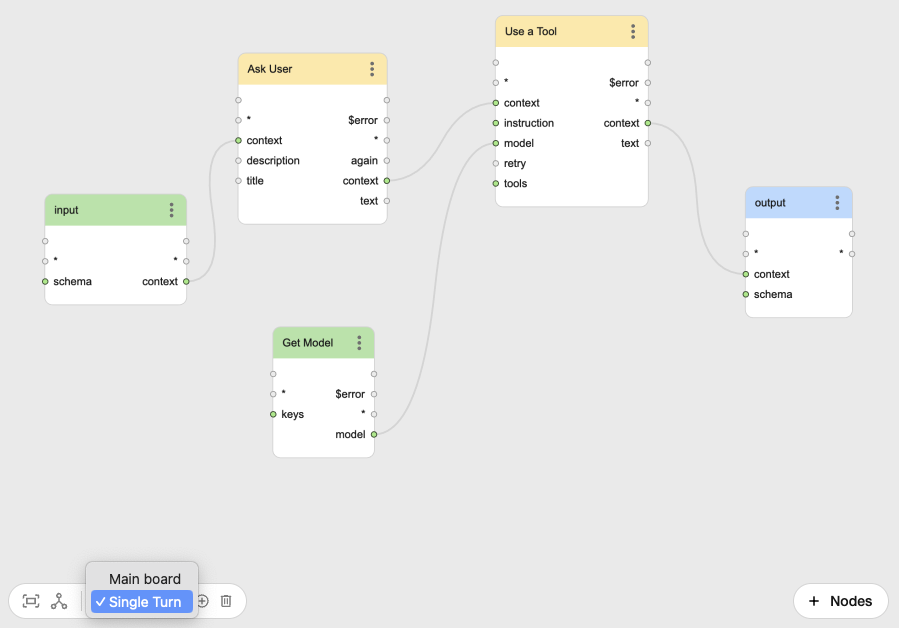 Use a Tool
*
$error
context
*
instruction
context
model
text
retry
tools
Ask User
*
$error
context
*
description
again
title
context
text
input
*
*
schema
context
output
*
*
context
schema
Get Model
*
$error
keys
*
model
Main board
✓ Single Turn
+ Nodes